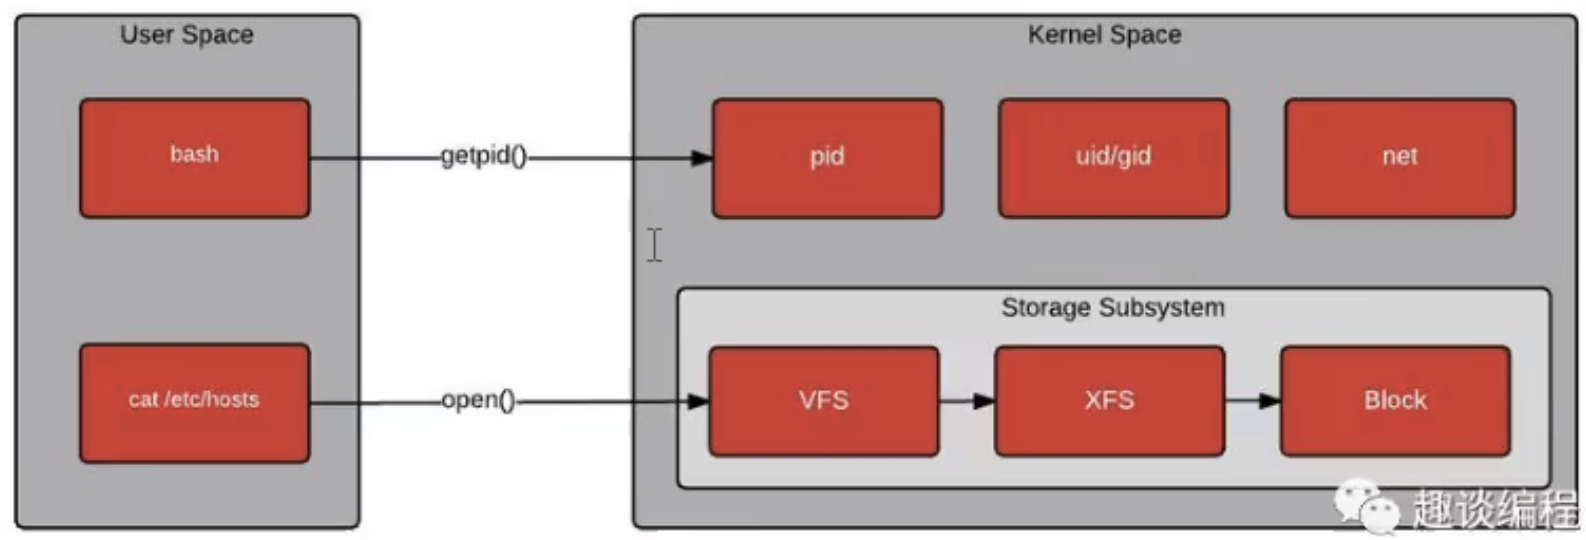 User Space
Kernel Space
bash
getpid()
pid
uid/gid
net
Storage Subsystem
cat /etc/hosts
open()
VFS
XFS
Block
趣谈编程